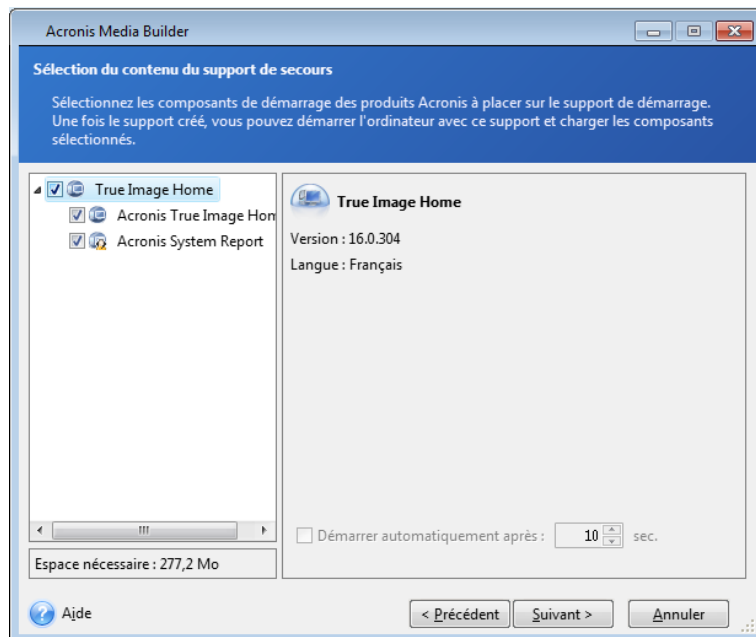 Acronis Media Builder
Sélection du contenu du support de secours
Sélectionnez les composants de démarrage des produits Acronis à placer sur le support de démarrage.
Une fois le support créé, vous pouvez démarrer l'ordinateur avec ce support et charger les composants
sélectionnés.
True Image Home
Acronis True Image Hom
Acronis System Report
Espace nécessaire : 277,2 Mo
True Image Home
Version : 16.0.304
Langue : Français
Démarrer automatiquement après : 10 sec.
Aide
< Précédent
Suivant >
Annuler